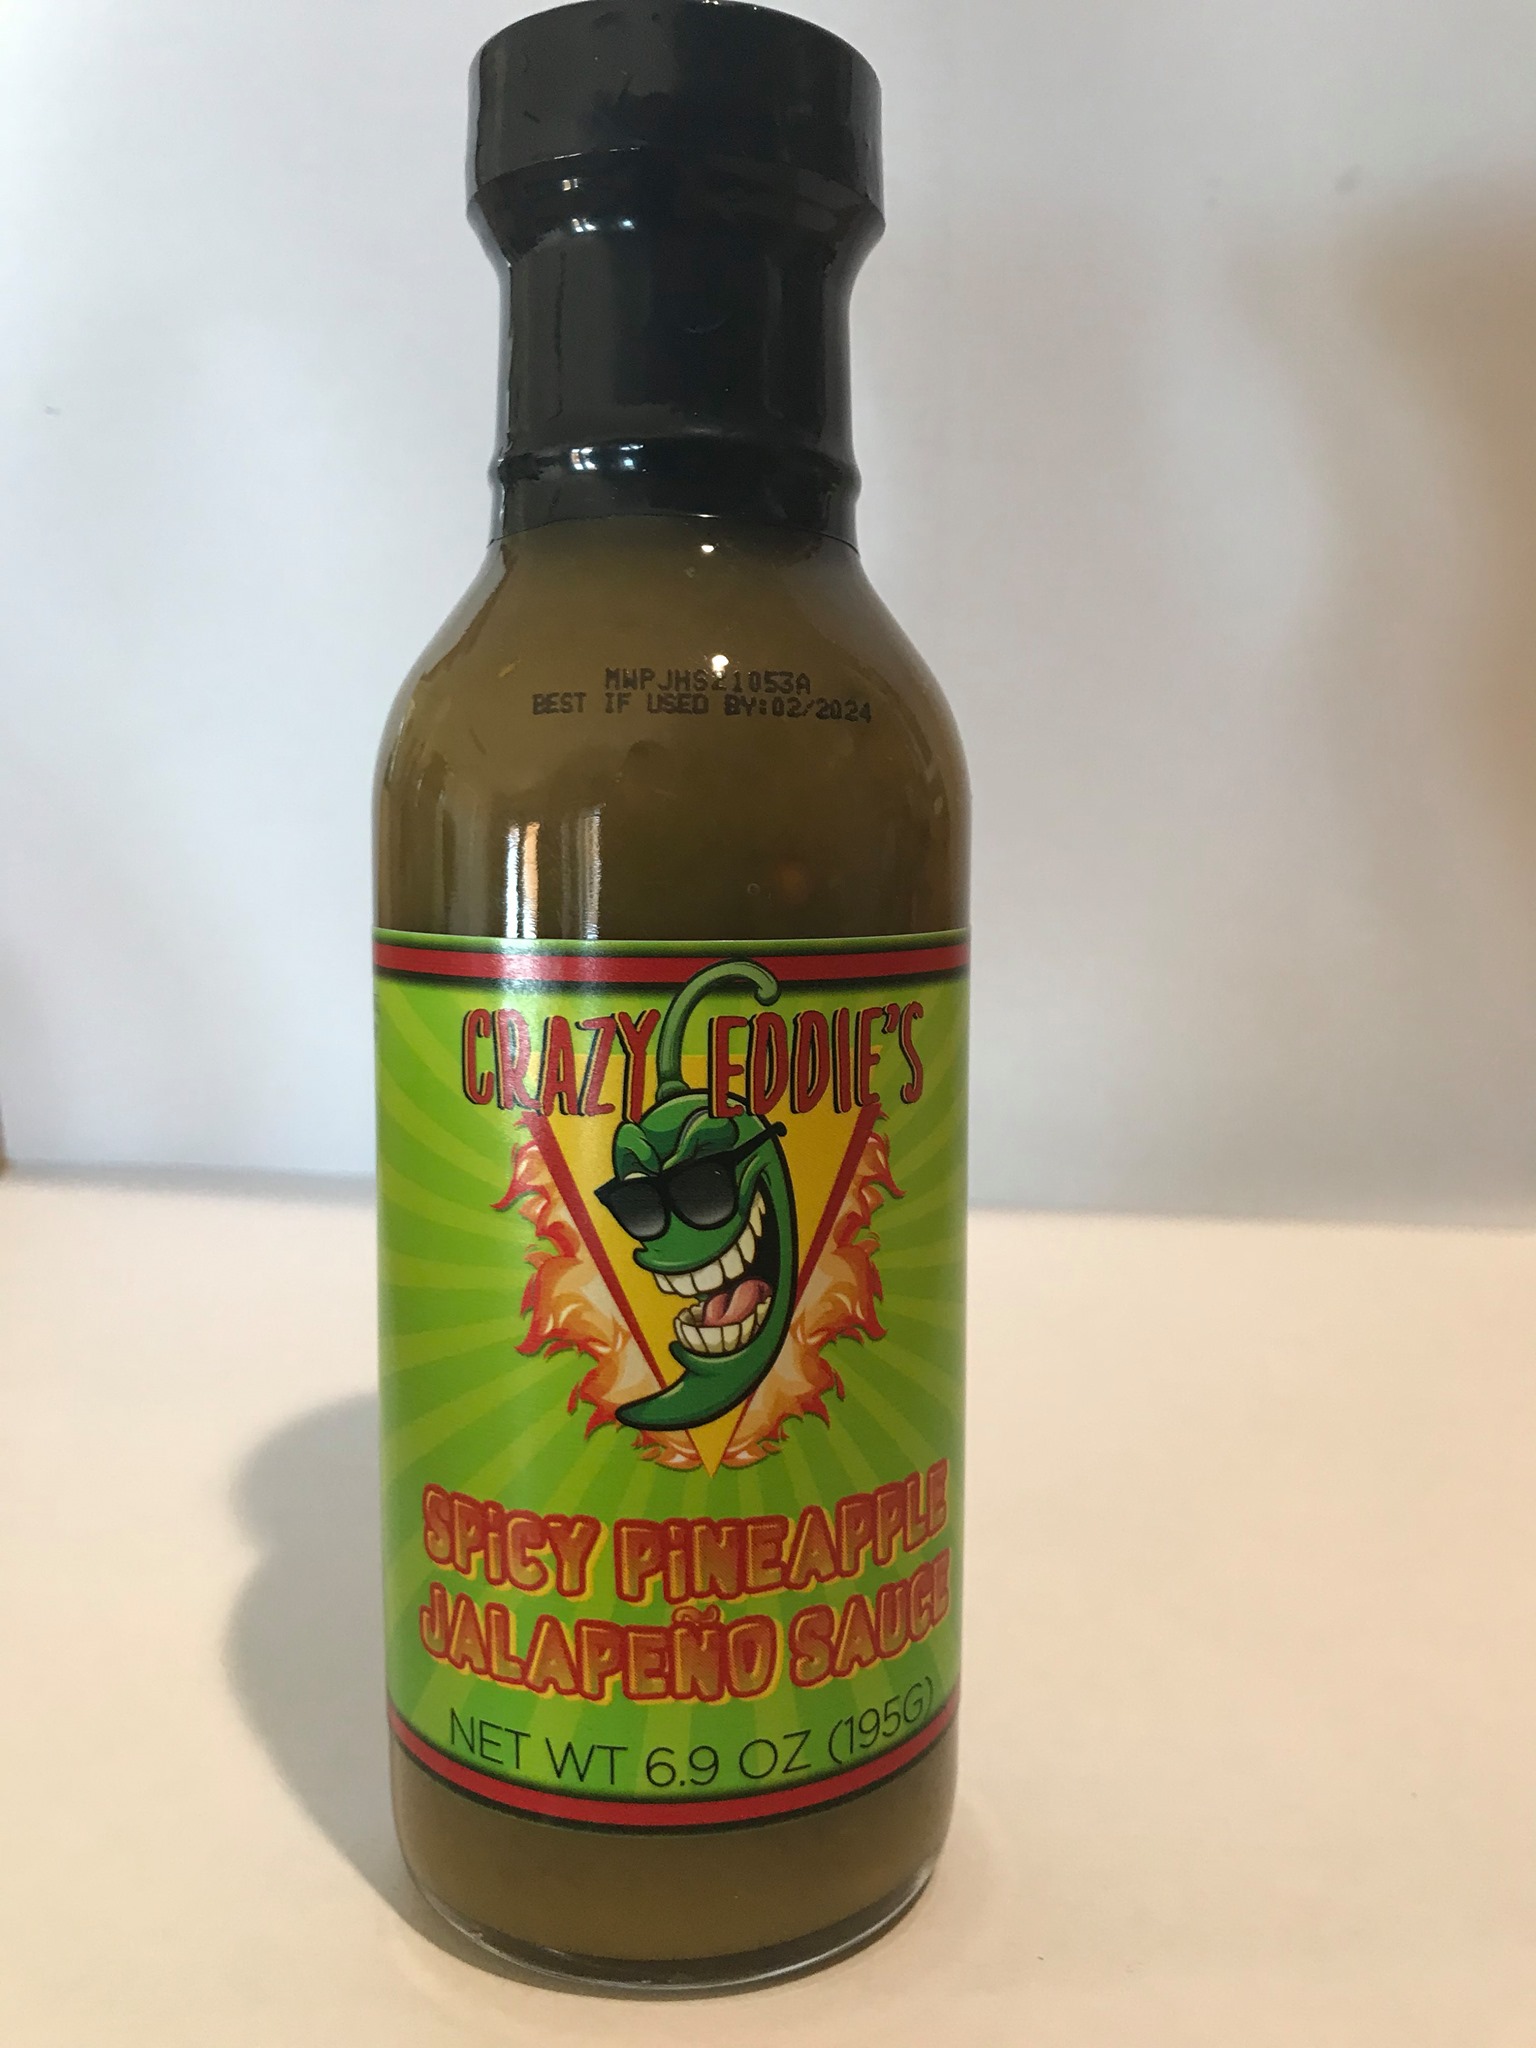 MWPJHS21053A
BEST IF USED BY:02/2024
CRAZY EDDIE'S
SPiCY PiNEAPPLE
JALAPEÑO SAUCE
NET WT 6.9 OZ (195G)